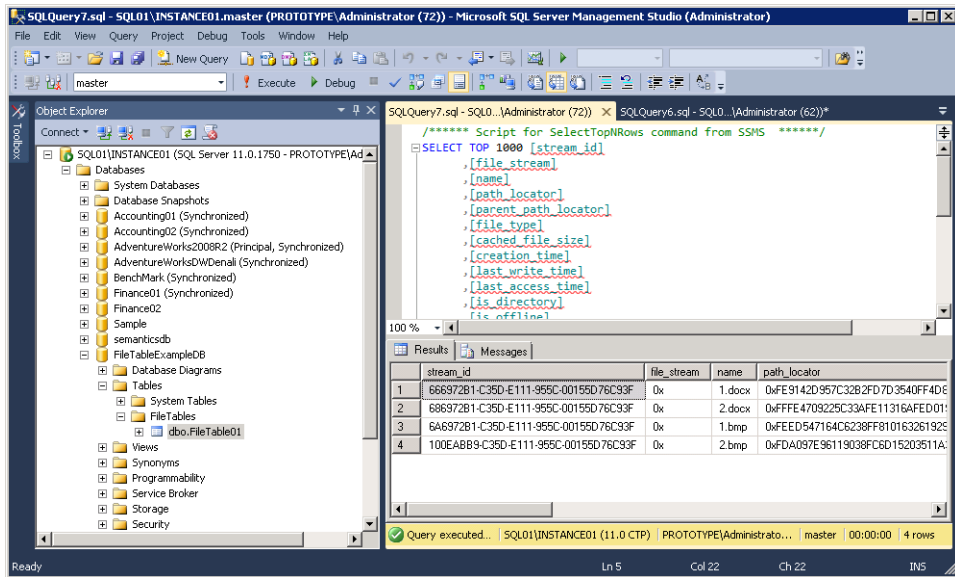 SQLQuery7.sql - SQL01\INSTANCE01.master (PROTOTYPE\Administrator (72)) - Microsoft SQL Server Management Studio (Administrator)
File Edit View Query Project Debug Tools Window Help
New Query
master Execute Debug
Toolbox
Object Explorer
Connect
SQL01\INSTANCE01 (SQL Server 11.0.1750 - PROTOTYPE\Ad
Databases
System Databases
Database Snapshots
Accounting01 (Synchronized)
Accounting02 (Synchronized)
AdventureWorks2008R2 (Principal, Synchronized)
AdventureWorksDWDenali (Synchronized)
BenchMark (Synchronized)
Finance01 (Synchronized)
Finance02
Sample
semanticsdb
FileTableExampleDB
Database Diagrams
Tables
System Tables
FileTables
dbo.FileTable01
Views
Synonyms
Programmability
Service Broker
Storage
Security
SQLQuery7.sql - SQL0...\Administrator (72)) SQLQuery6.sql - SQL0...\Administrator (62))*
/****** Script for SelectTopNRows command from SSMS ******/
SELECT TOP 1000 [stream_id]
,[file_stream]
,[name]
,[path_locator]
,[parent_path_locator]
,[file_type]
,[cached_file_size]
,[creation_time]
,[last_write_time]
,[last_access_time]
,[is_directory]
,[is_offline]
100 %
Results Messages
stream_id file_stream name path_locator
1 666972B1-C35D-E111-955C-00155D76C93F 0x 1.docx 0xFE9142D957C32B2FD7D3540FF4D8
2 686972B1-C35D-E111-955C-00155D76C93F 0x 2.docx 0xFFFE4709225C33AFE11316AFED01
3 6A6972B1-C35D-E111-955C-00155D76C93F 0x 1.bmp 0xFEED547164C6238FF810163261925
4 100EABB9-C35D-E111-955C-00155D76C93F 0x 2.bmp 0xFDA097E96119038FC6D15203511A
Query executed... SQL01\INSTANCE01 (11.0 CTP) PROTOTYPE\Administrato... master 00:00:00 4 rows
Ready Ln 5 Col 22 Ch 22 INS